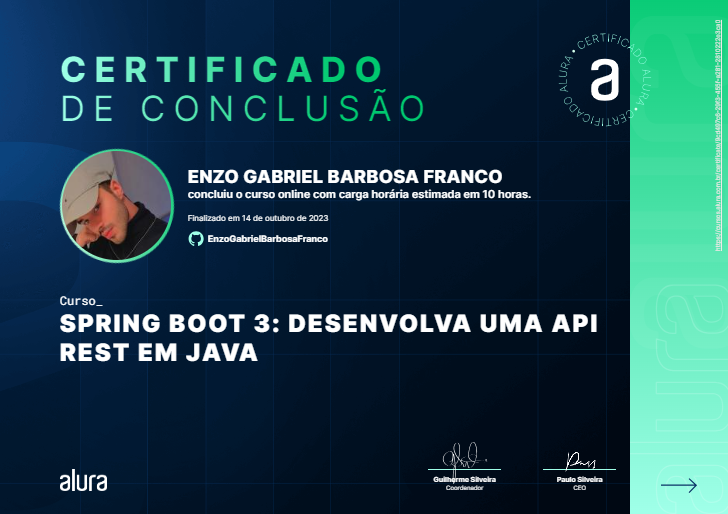 CERTIFICADO
DE CONCLUSÃO
CERTIFICADO ALURA • CERTIFICADO ALURA •
a
ENZO GABRIEL BARBOSA FRANCO
concluiu o curso online com carga horária estimada em 10 horas.
Finalizado em 14 de outubro de 2023
EnzoGabrielBarbosaFranco
Curso_
SPRING BOOT 3: DESENVOLVA UMA API
REST EM JAVA
alura
Guilherme Silveira
Coordenador
Paulo Silveira
CEO
alura